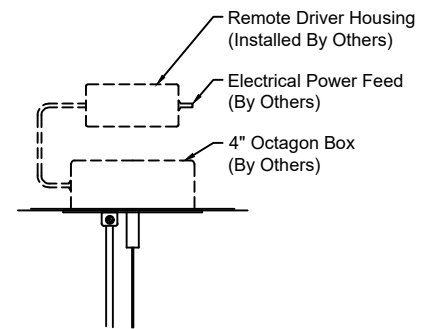 Remote Driver Housing
(Installed By Others)
Electrical Power Feed
(By Others)
4" Octagon Box
(By Others)